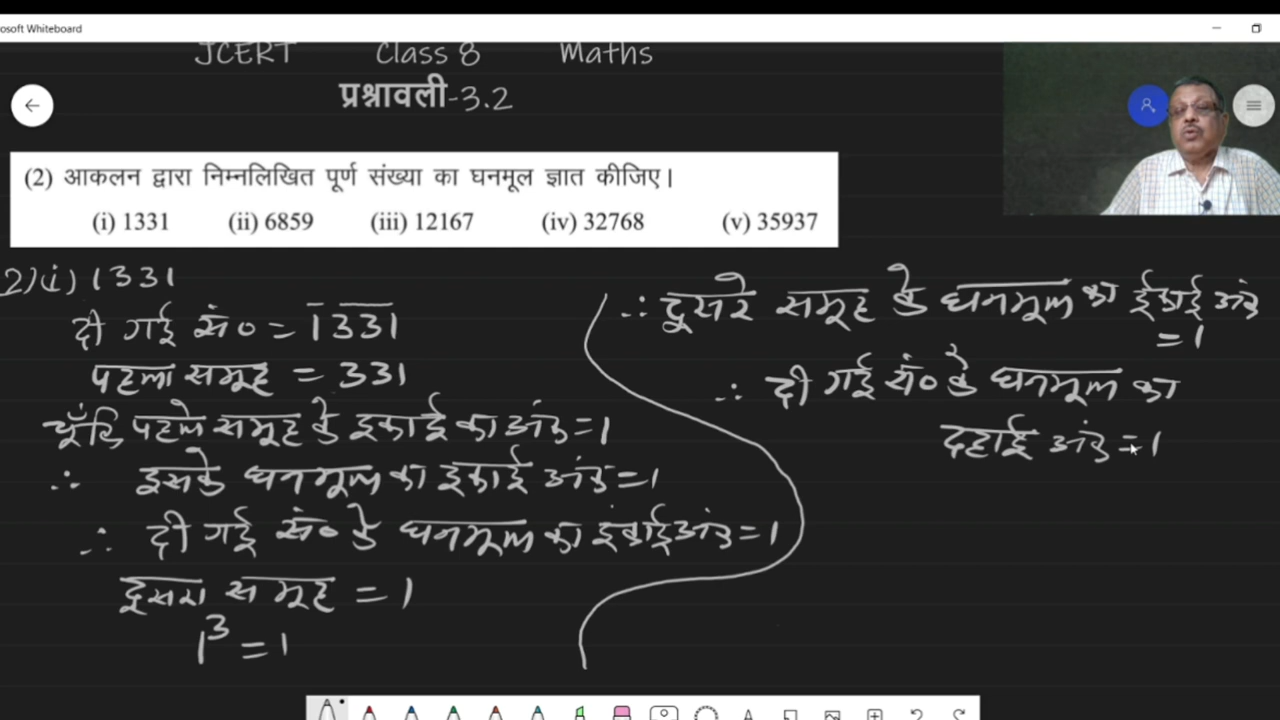 osoft Whiteboard
JCERT Class 8 Maths
प्रश्नावली-3.2
(2) आकलन द्वारा निम्नलिखित पूर्ण संख्या का घनमूल ज्ञात कीजिए।
(i) 1331 (ii) 6859 (iii) 12167 (iv) 32768 (v) 35937
2)(i) 1331
दी गई सं० = 1331
पहला समूह = 331
चूँकि पहले समूह के इकाई का अंक = 1
∴ इसके घनमूल का इकाई अंक = 1
∴ दी गई सं० के घनमूल का इकाई अंक = 1
दूसरा समूह = 1
1³ = 1
∴ दूसरे समूह के घनमूल का ईकाई अंक
= 1
∴ दी गई सं० के घनमूल का
दहाई अंक = 1